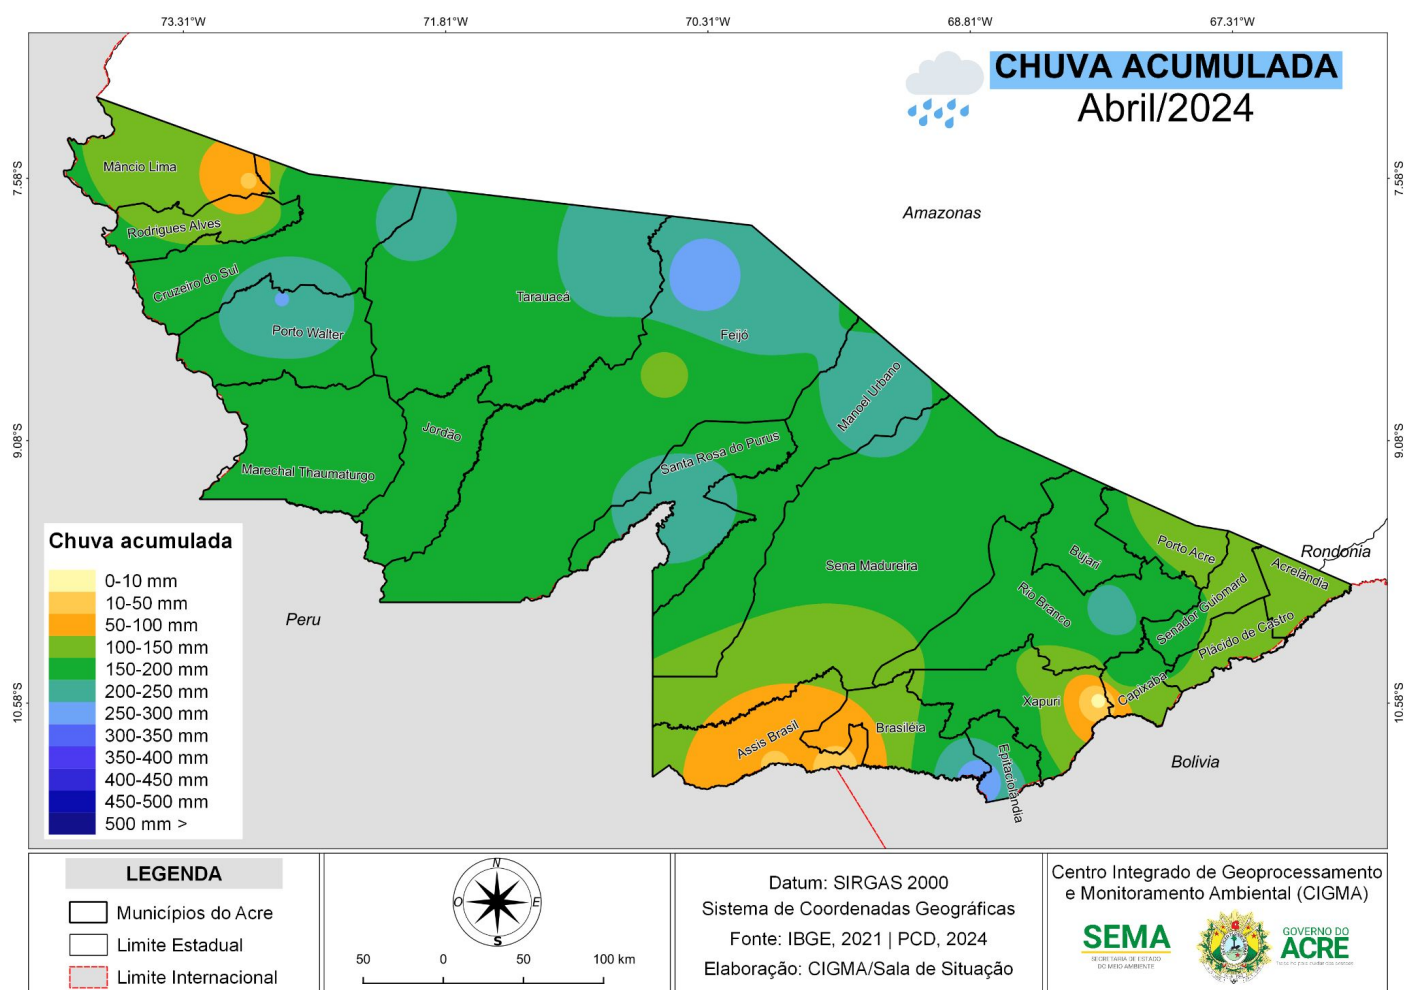 73.31°W
71.81°W
70.31°W
68.81°W
67.31°W
CHUVA ACUMULADA
Abril/2024
7.58°S
7.58°S
Mâncio Lima
Amazonas
Rodrigues Alves
Cruzeiro do Sul
Tarauacá
Porto Walter
Feijó
Manoel Urbano
9.08°S
9.08°S
Jordão
Santa Rosa do Purus
Marechal Thaumaturgo
Chuva acumulada
0-10 mm
10-50 mm
50-100 mm
100-150 mm
150-200 mm
200-250 mm
250-300 mm
300-350 mm
350-400 mm
400-450 mm
450-500 mm
500 mm >
Peru
Sena Madureira
Bujari
Porto Acre
Rondonia
Acrelândia
Rio Branco
Senador Guiomard
Plácido de Castro
10.58°S
10.58°S
Xapuri
Capixaba
Assis Brasil
Brasiléia
Epitaciolândia
Bolivia
LEGENDA
Municípios do Acre
Limite Estadual
Limite Internacional
N
O
E
S
50
0
50
100 km
Datum: SIRGAS 2000
Sistema de Coordenadas Geográficas
Fonte: IBGE, 2021 | PCD, 2024
Elaboração: CIGMA/Sala de Situação
Centro Integrado de Geoprocessamento
e Monitoramento Ambiental (CIGMA)
SEMA
SECRETARIA DE ESTADO
DO MEIO AMBIENTE
GOVERNO DO
ACRE